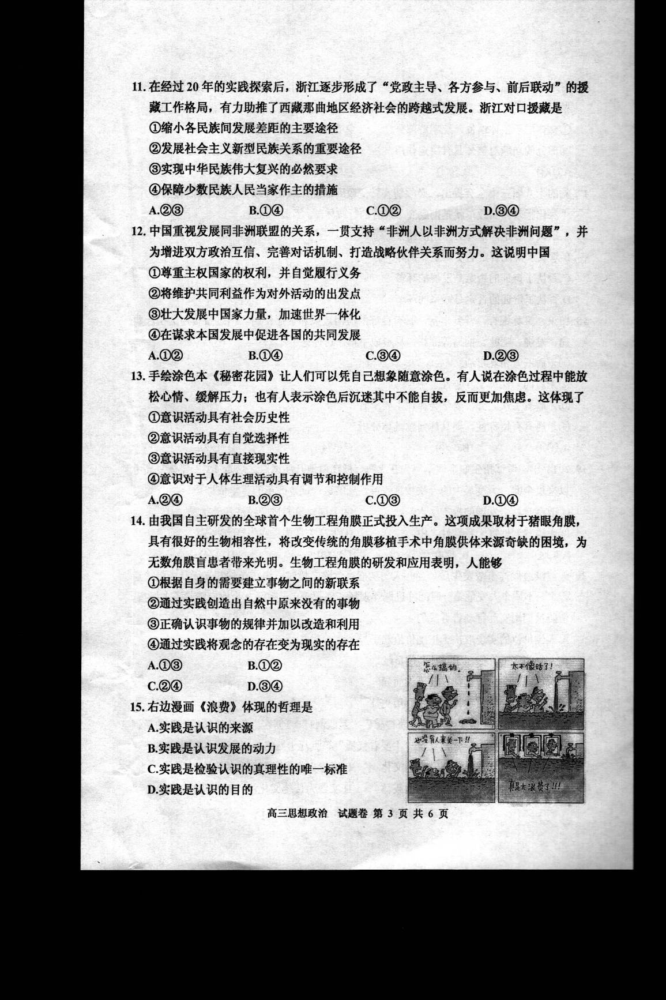 11. 在经过 20 年的实践探索后，浙江逐步形成了“党政主导、各方参与、前后联动”的援
藏工作格局，有力助推了西藏那曲地区经济社会的跨越式发展。浙江对口援藏是
①缩小各民族间发展差距的主要途径
②发展社会主义新型民族关系的重要途径
③实现中华民族伟大复兴的必然要求
④保障少数民族人民当家作主的措施
A.②③ B.①④ C.①② D.③④
12. 中国重视发展同非洲联盟的关系，一贯支持“非洲人以非洲方式解决非洲问题”，并
为增进双方政治互信、完善对话机制、打造战略伙伴关系而努力。这说明中国
①尊重主权国家的权利，并自觉履行义务
②将维护共同利益作为对外活动的出发点
③壮大发展中国家力量，加速世界一体化
④在谋求本国发展中促进各国的共同发展
A.①② B.①④ C.③④ D.②③
13. 手绘涂色本《秘密花园》让人们可以凭自己想象随意涂色。有人说在涂色过程中能放
松心情、缓解压力；也有人表示涂色后沉迷其中不能自拔，反而更加焦虑。这体现了
①意识活动具有社会历史性
②意识活动具有自觉选择性
③意识活动具有直接现实性
④意识对于人体生理活动具有调节和控制作用
A.②④ B.②③ C.①③ D.①④
14. 由我国自主研发的全球首个生物工程角膜正式投入生产。这项成果取材于猪眼角膜，
具有很好的生物相容性，将改变传统的角膜移植手术中角膜供体来源奇缺的困境，为
无数角膜盲患者带来光明。生物工程角膜的研发和应用表明，人能够
①根据自身的需要建立事物之间的新联系
②通过实践创造出自然中原来没有的事物
③正确认识事物的规律并加以改造和利用
④通过实践将观念的存在变为现实的存在
A.①③ B.①②
C.②④ D.③④
15. 右边漫画《浪费》体现的哲理是
A.实践是认识的来源
B.实践是认识发展的动力
C.实践是检验认识的真理性的唯一标准
D.实践是认识的目的
怎么搞的.
太不像话了!
也没有人来关一下!!
真是太浪费了!!!
高三思想政治 试题卷 第 3 页 共 6 页